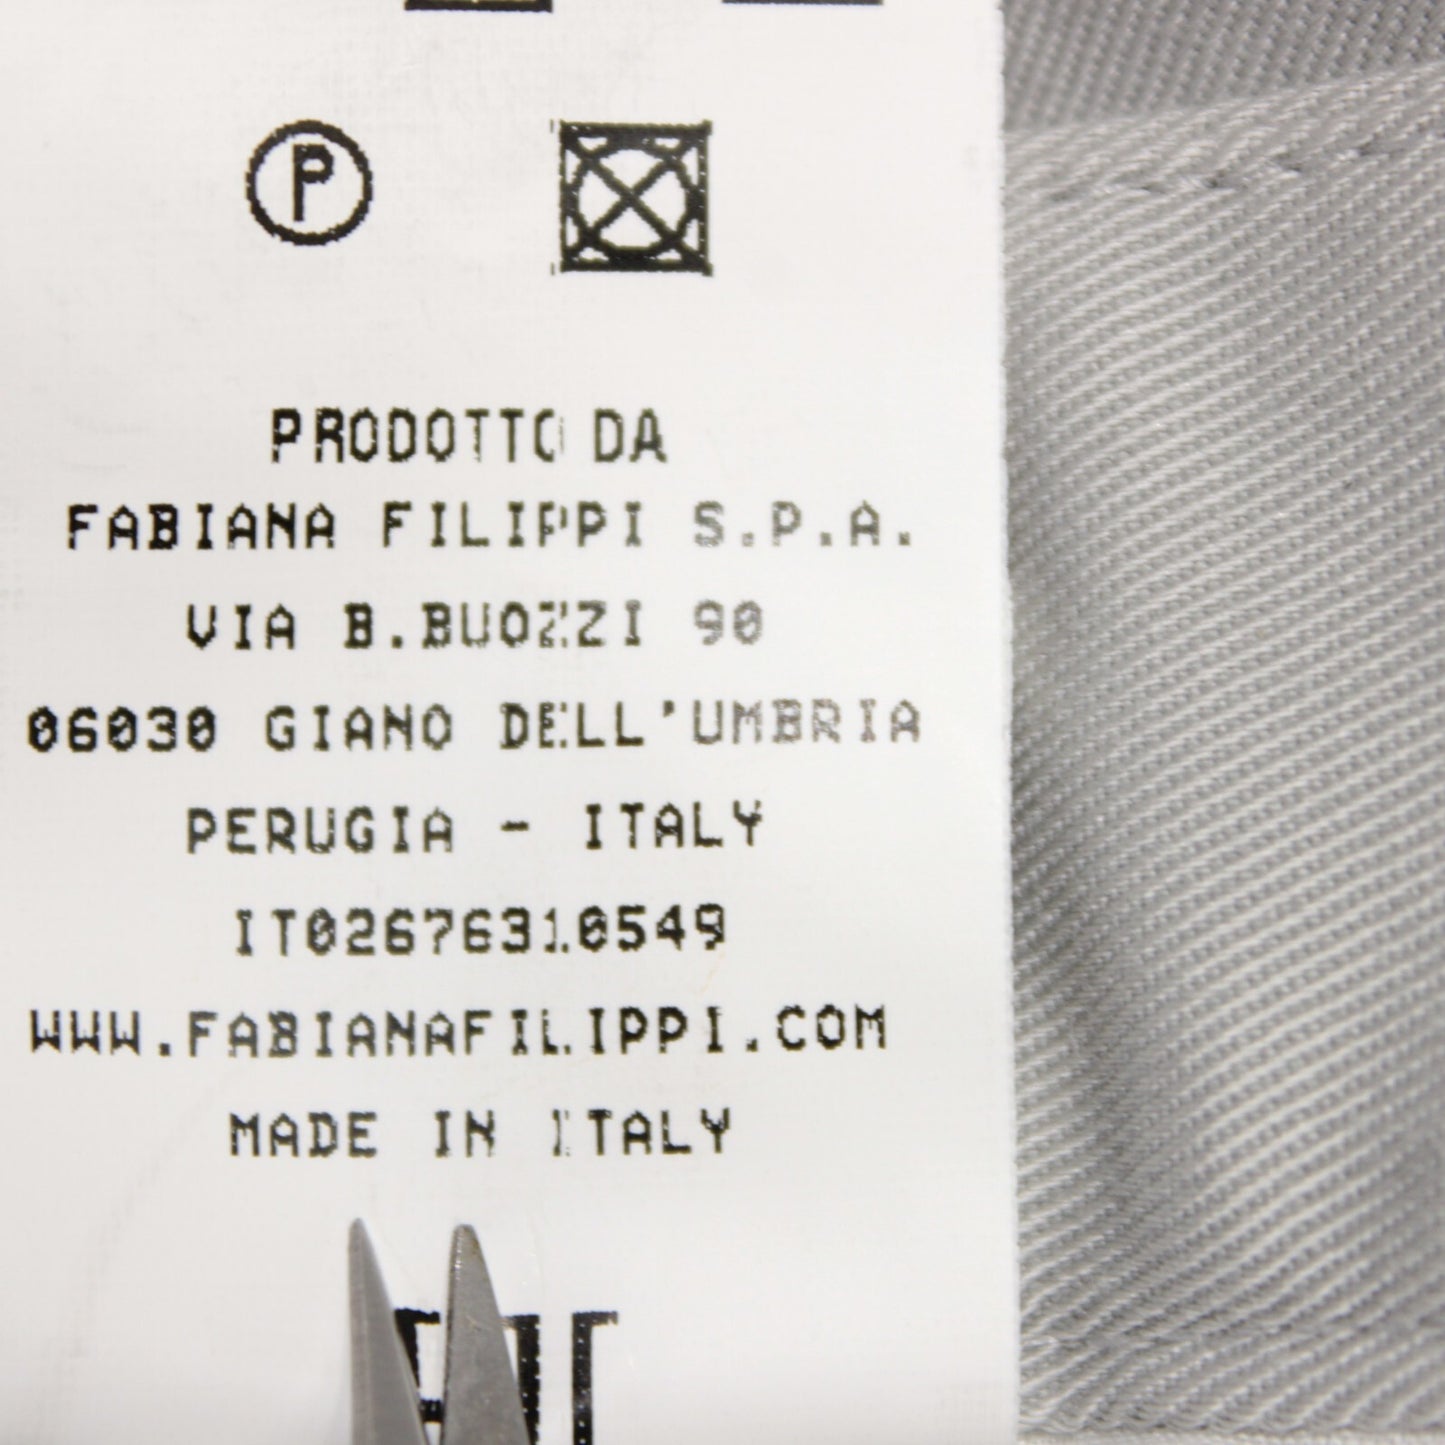 P
PRODOTTO DA
FABIANA FILIPPI S.P.A.
VIA B.BUOZZI 90
06030 GIANO DELL'UMBRIA
PERUGIA - ITALY
IT02676310549
WWW.FABIANAFILIPPI.COM
MADE IN ITALY